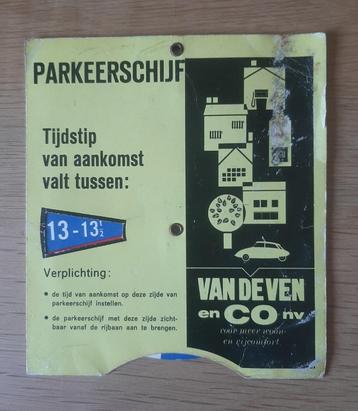 PARKEERSCHIJF
Tijdstip
van aankomst
valt tussen:
13 - 13½
Verplichting:
• de tijd van aankomst op deze zijde van
parkeerschijf instellen.
• de parkeerschijf met deze zijde zicht-
baar vanaf de rijbaan aan te brengen.
VAN DE VEN
en CO nv
voor meer woon-
en rijcomfort